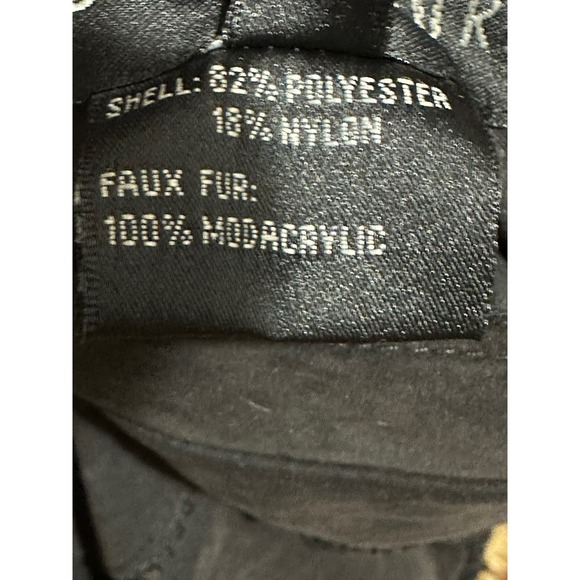 SHELL: 82% POLYESTER
18% NYLON
FAUX FUR:
100% MODACRYLIC